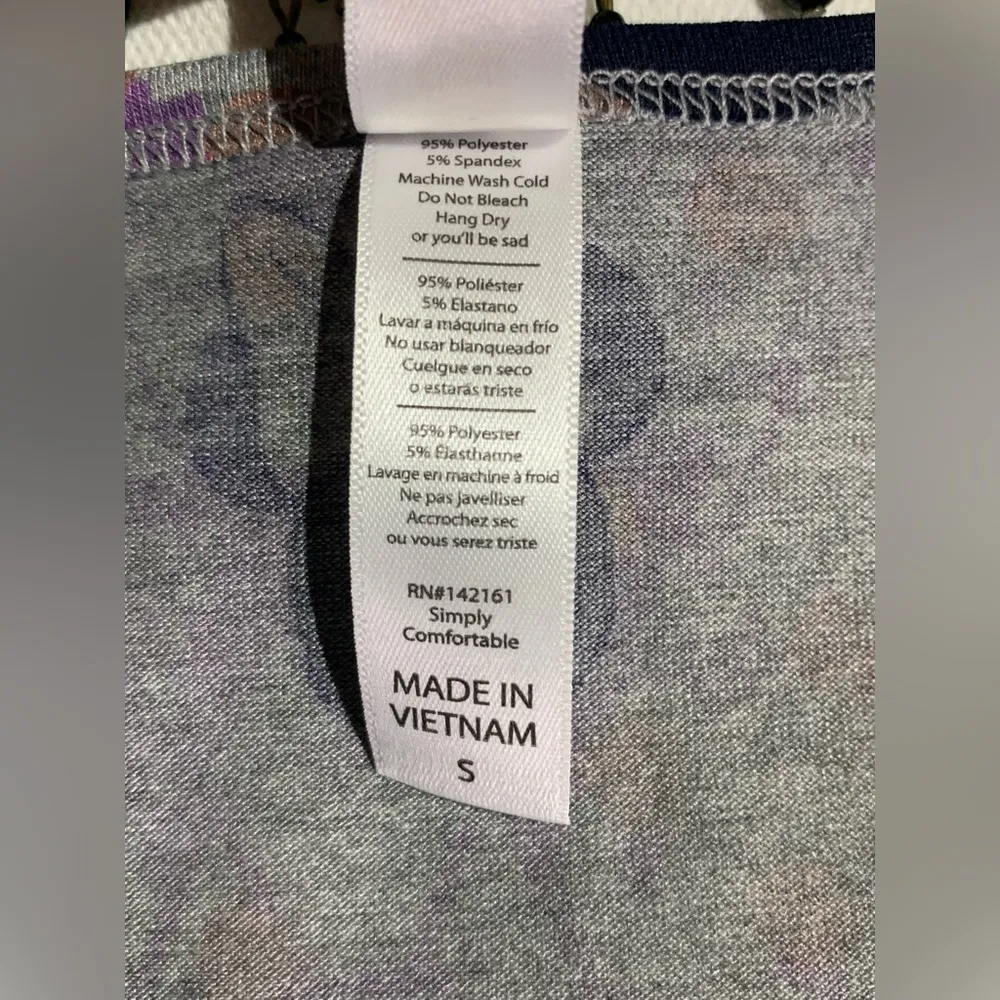 95% Polyester
5% Spandex
Machine Wash Cold
Do Not Bleach
Hang Dry
or you'll be sad
95% Poliéster
5% Elastano
Lavar a máquina en frío
No usar blanqueador
Cuelgue en seco
o estarás triste
95% Polyester
5% Élasthanne
Lavage en machine à froid
Ne pas javelliser
Accrochez sec
ou vous serez triste
RN#142161
Simply
Comfortable
MADE IN
VIETNAM
S